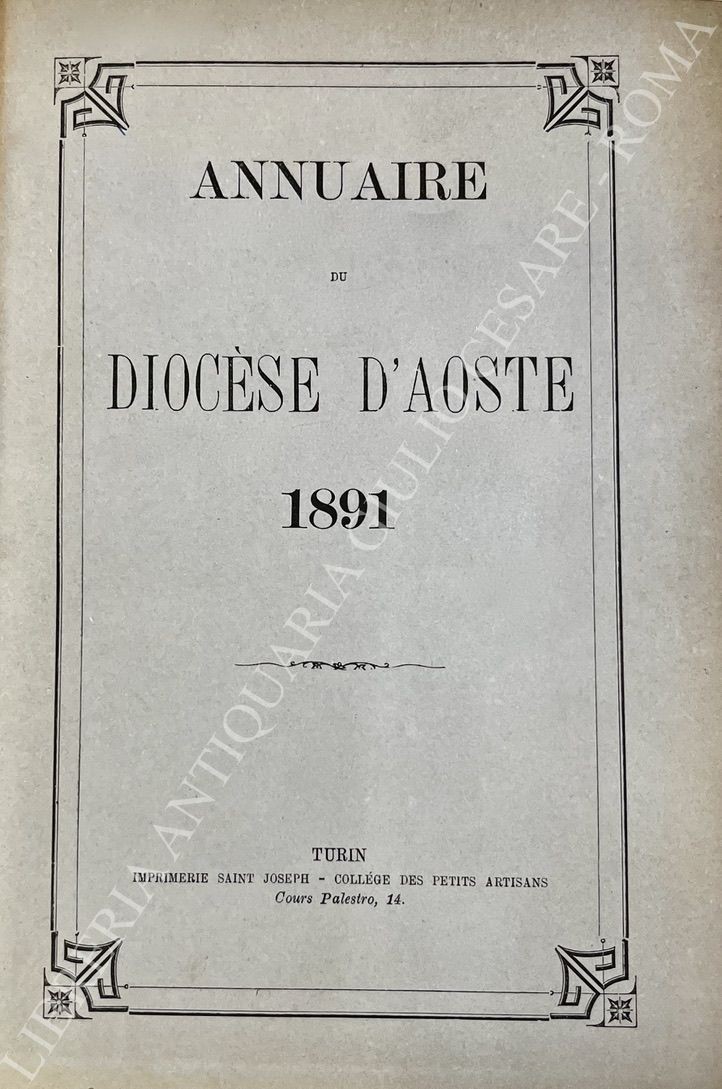 ANNUAIRE
DU
DIOCÈSE D'AOSTE
1891
TURIN
IMPRIMERIE SAINT JOSEPH - COLLÉGE DES PETITS ARTISANS
Cours Palestro, 14.
LIBRERIA ANTIQUARIA GIULIO CESARE - ROMA